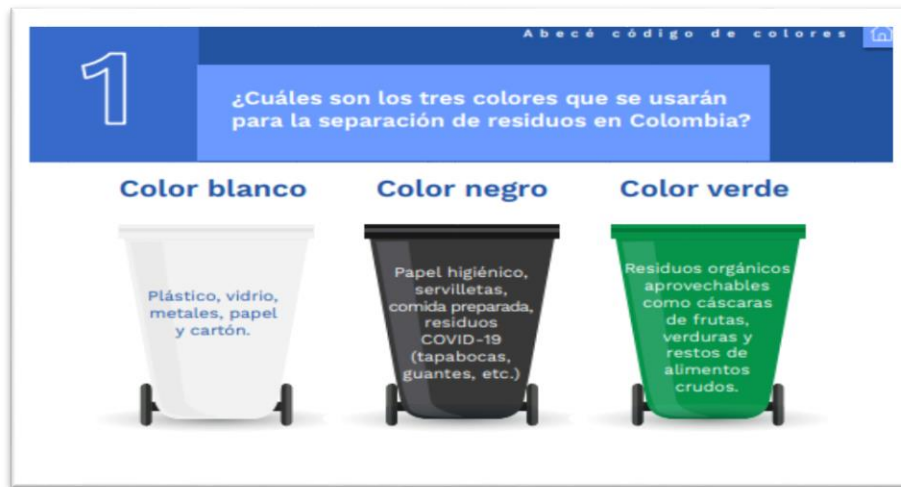 Abecé código de colores
1
¿Cuáles son los tres colores que se usarán
para la separación de residuos en Colombia?
Color blanco
Plástico, vidrio,
metales, papel
y cartón.
Color negro
Papel higiénico,
servilletas,
comida preparada,
residuos
COVID-19
(tapabocas,
guantes, etc.)
Color verde
Residuos orgánicos
aprovechables
como cáscaras
de frutas,
verduras y
restos de
alimentos
crudos.